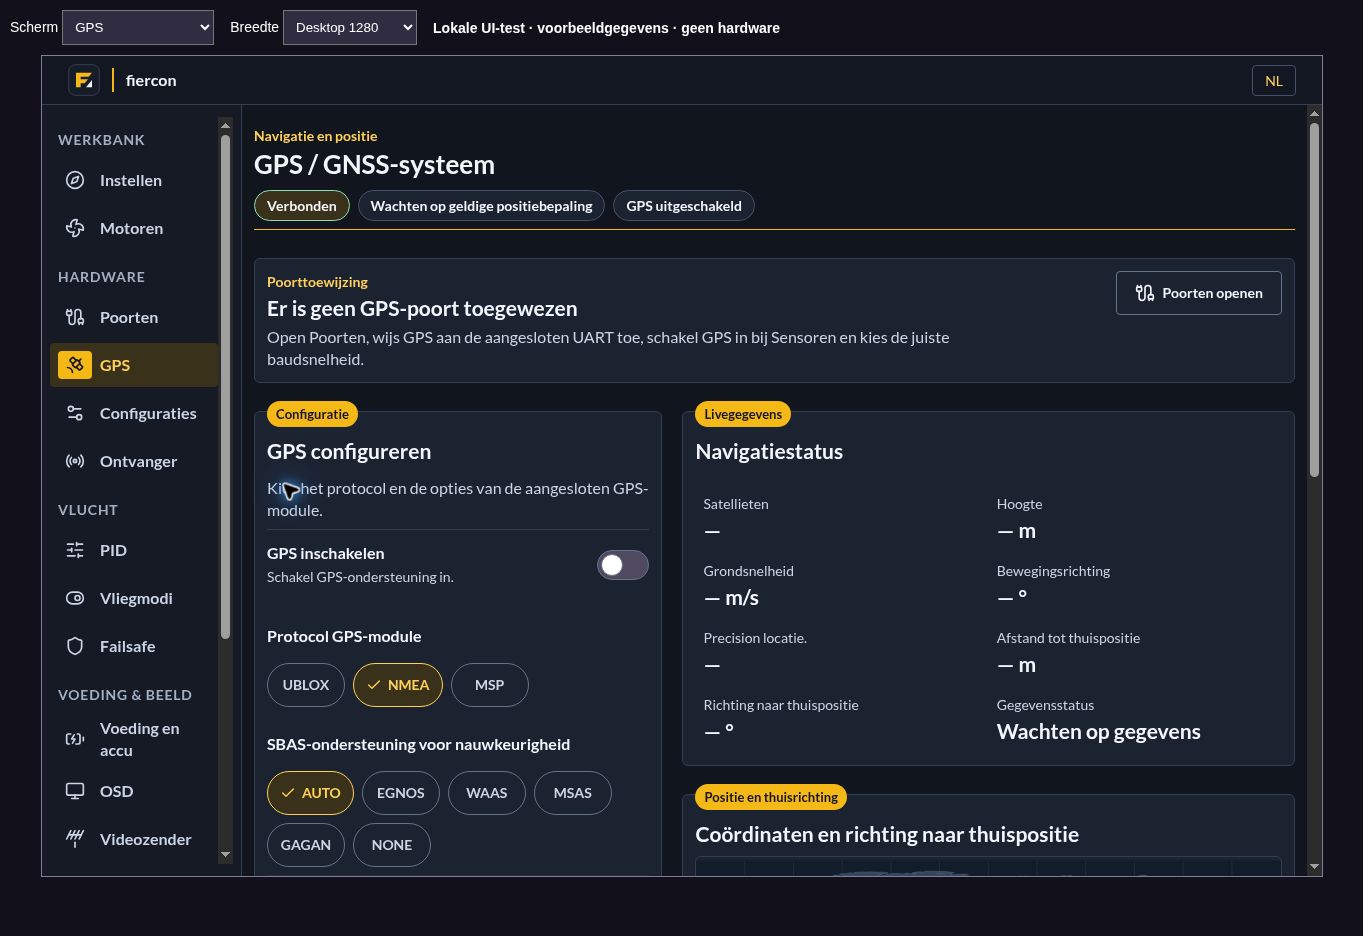 Scherm GPS Breedte Desktop 1280 Lokale UI-test · voorbeeldgegevens · geen hardware
fiercon
NL
WERKBANK
Instellen
Motoren
HARDWARE
Poorten
GPS
Configuraties
Ontvanger
VLUCHT
PID
Vliegmodi
Failsafe
VOEDING & BEELD
Voeding en
accu
OSD
Videozender
Navigatie en positie
GPS / GNSS-systeem
Verbonden
Wachten op geldige positiebepaling
GPS uitgeschakeld
Poorttoewijzing
Er is geen GPS-poort toegewezen
Open Poorten, wijs GPS aan de aangesloten UART toe, schakel GPS in bij Sensoren en kies de juiste
baudsnelheid.
Poorten openen
Configuratie
GPS configureren
het protocol en de opties van de aangesloten GPS-
module.
GPS inschakelen
Schakel GPS-ondersteuning in.
Protocol GPS-module
UBLOX
NMEA
MSP
SBAS-ondersteuning voor nauwkeurigheid
AUTO
EGNOS
WAAS
MSAS
GAGAN
NONE
Livegegevens
Navigatiestatus
Satellieten
—
Hoogte
— m
Grondsnelheid
— m/s
Bewegingsrichting
— °
Precision locatie.
—
Afstand tot thuispositie
— m
Richting naar thuispositie
— °
Gegevensstatus
Wachten op gegevens
Positie en thuisrichting
Coördinaten en richting naar thuispositie